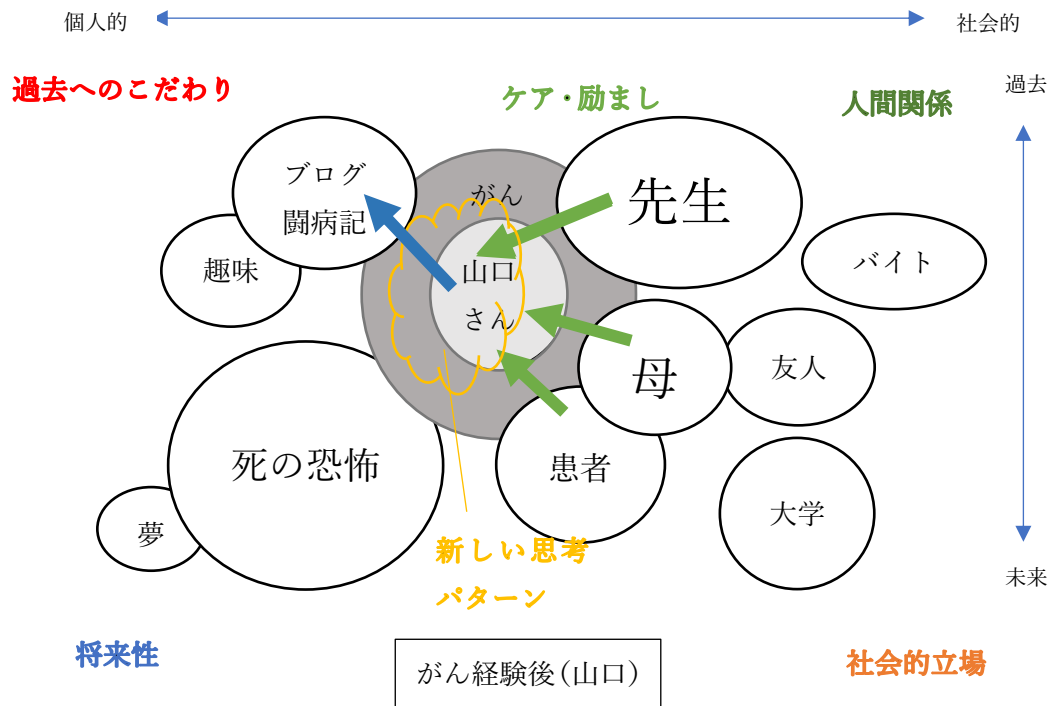 個人的
社会的
過去へのこだわり
ケア・励まし
人間関係
過去
ブログ
闘病記
がん
先生
趣味
山口
さん
バイト
母
友人
死の恐怖
患者
夢
大学
新しい思考
パターン
未来
将来性
がん経験後(山口)
社会的立場